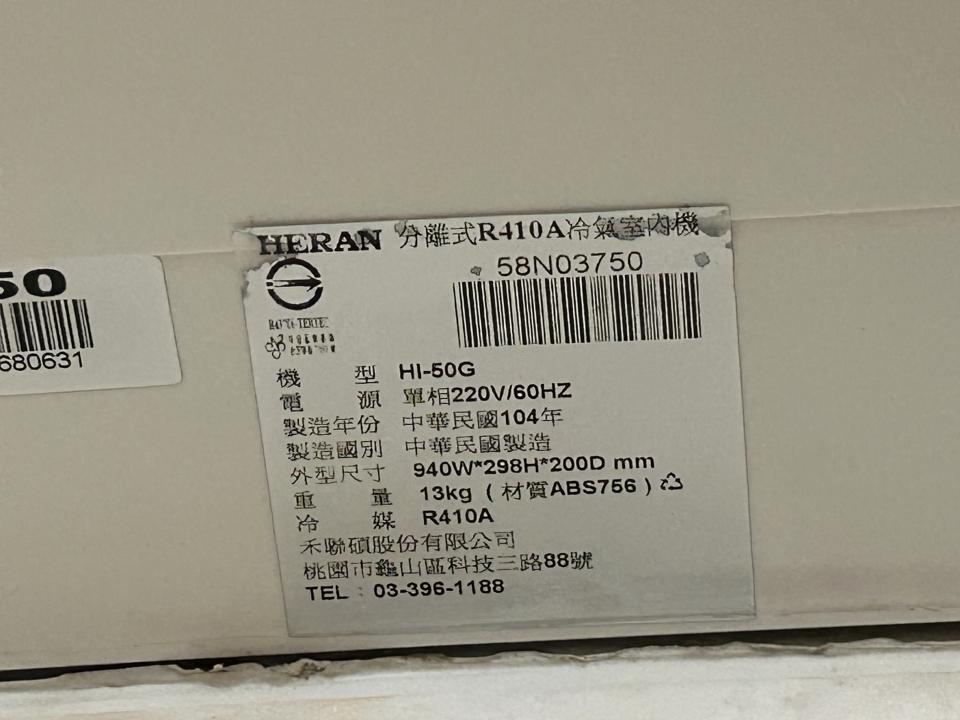 HERAN 分離式R410A冷氣室內機
58N03750
50
680631
機型 HI-50G
電源 單相220V/60HZ
製造年份 中華民國104年
製造國別 中華民國製造
外型尺寸 940W*298H*200D mm
重量 13kg (材質ABS756)
冷媒 R410A
禾聯碩股份有限公司
桃園市龜山區科技三路88號
TEL：03-396-1188